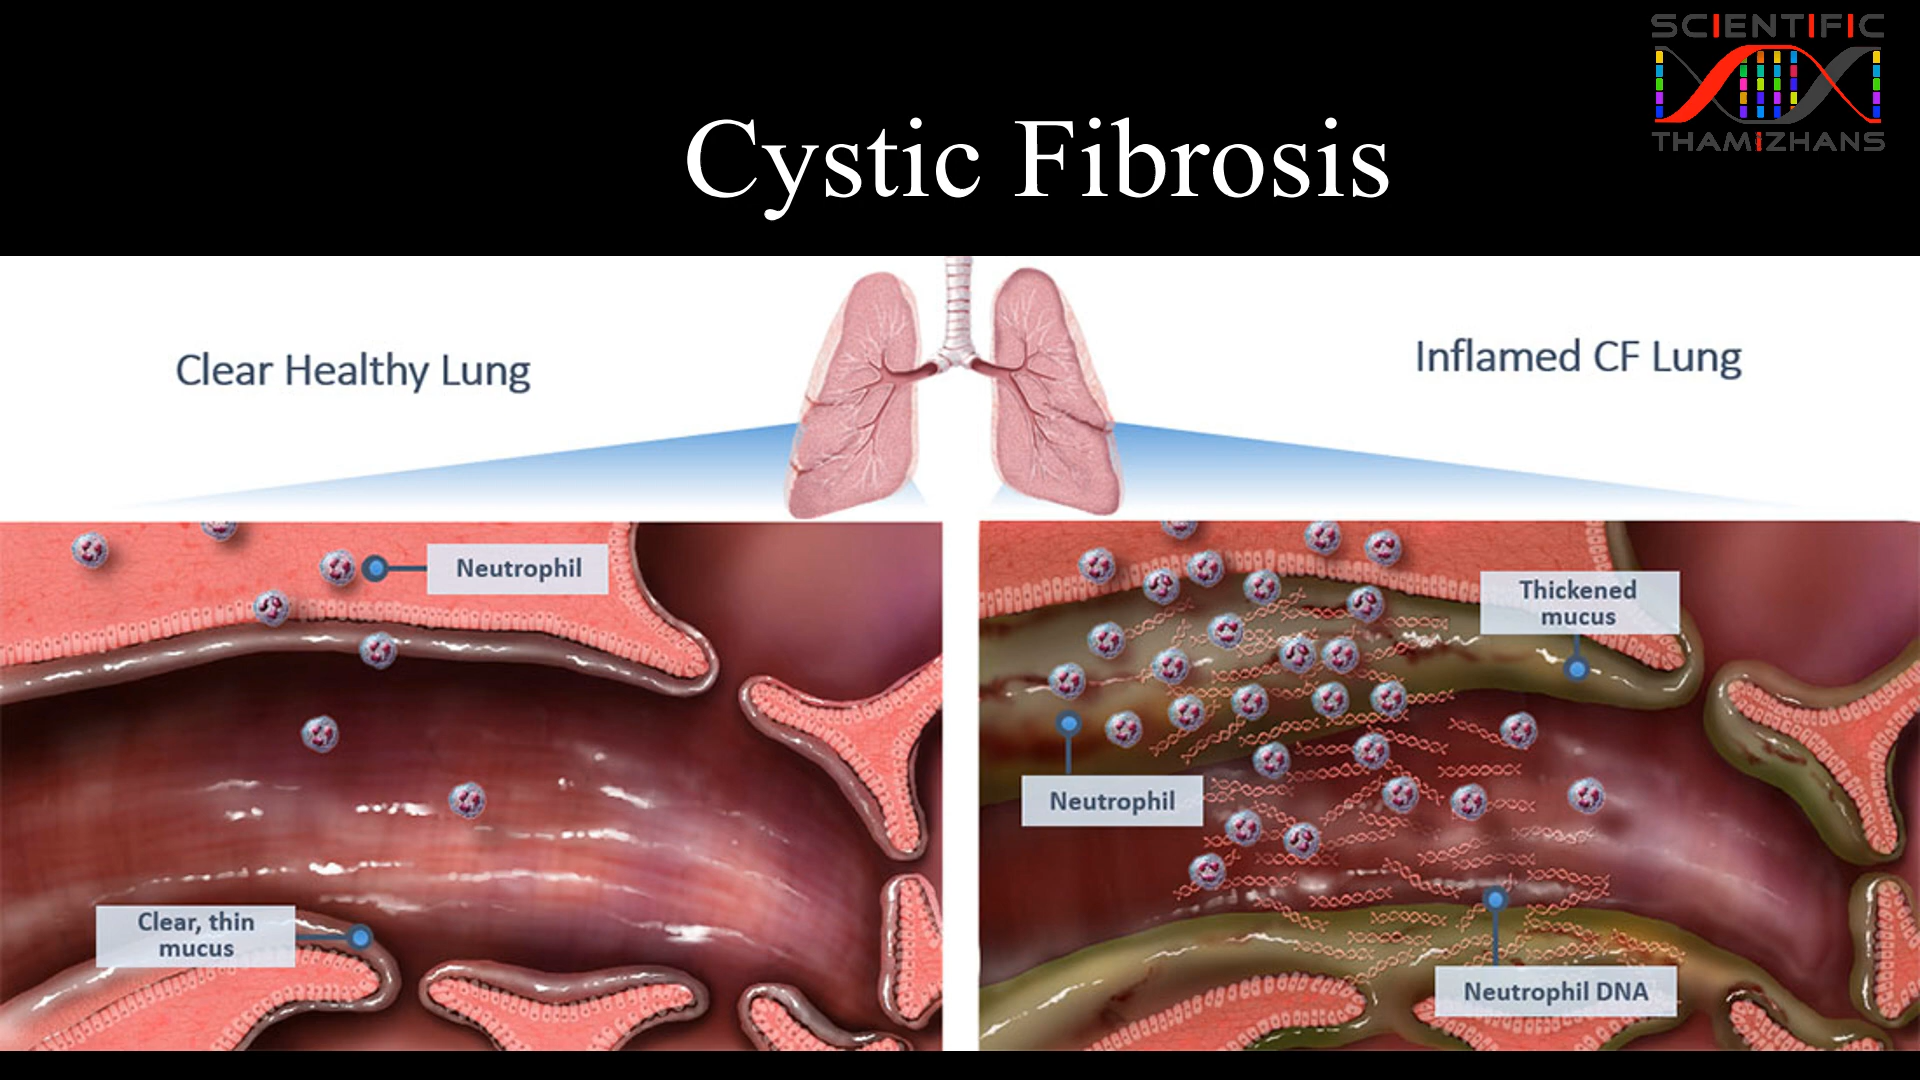 SCIENTIFIC
THAMIZHANS
Cystic Fibrosis
Clear Healthy Lung
Inflamed CF Lung
Neutrophil
Clear, thin
mucus
Thickened
mucus
Neutrophil
Neutrophil DNA